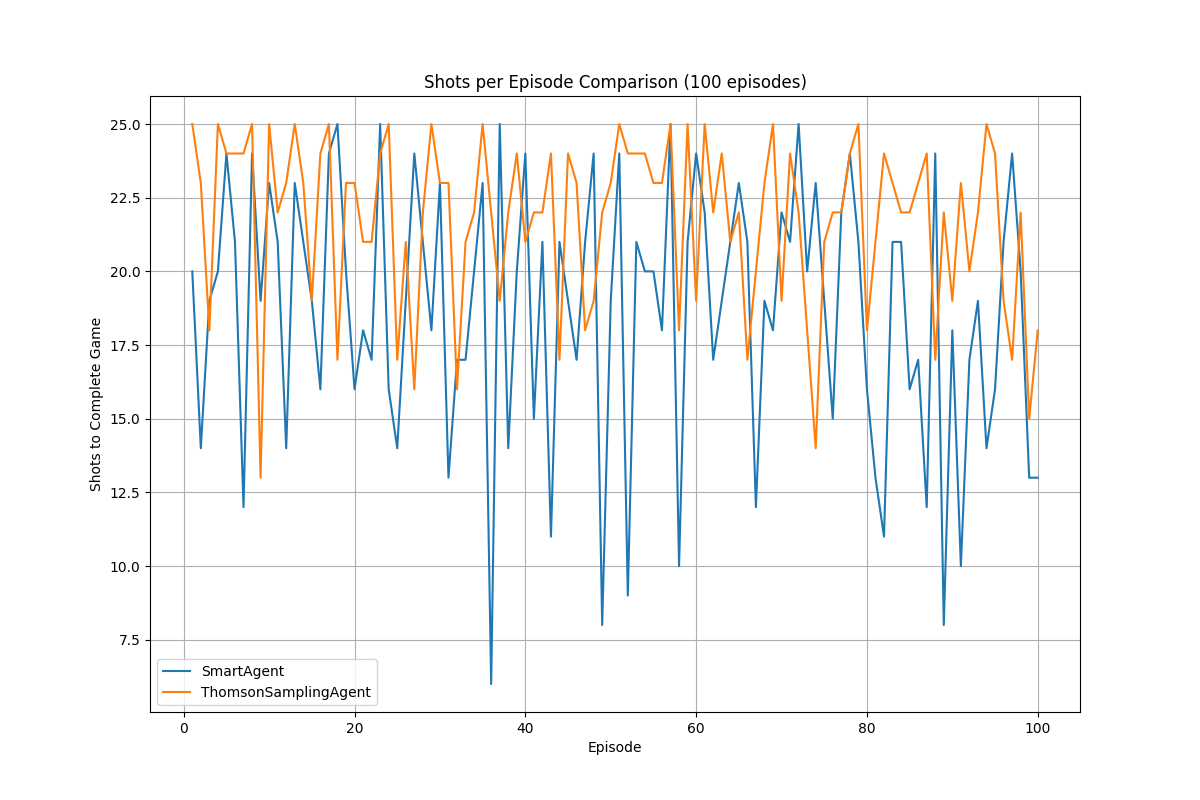 Shots per Episode Comparison (100 episodes)
Shots to Complete Game
25.0
22.5
20.0
17.5
15.0
12.5
10.0
7.5
SmartAgent
ThomsonSamplingAgent
0 20 40 60 80 100
Episode